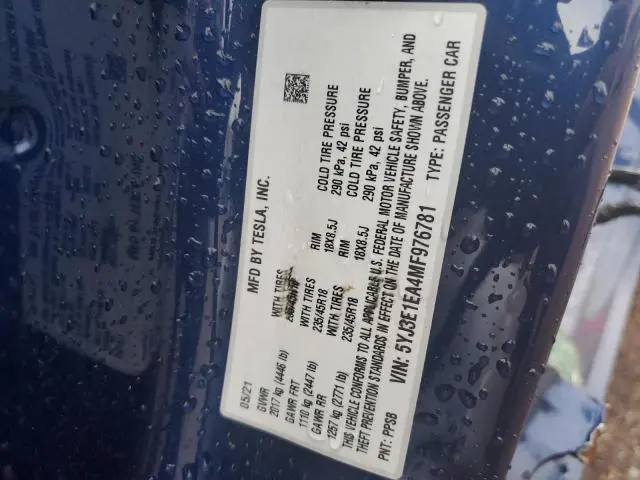 MFD BY TESLA, INC.
05/21
GVWR
2017 kg (4446 lb) WITH TIRES RIM COLD TIRE PRESSURE
GAWR FRT 235/45R18 18X8.5J 290 kPa, 42 psi
1110 kg (2447 lb) WITH TIRES RIM COLD TIRE PRESSURE
GAWR RR 235/45R18 18X8.5J 290 kPa, 42 psi
1257 kg (2771 lb)
THIS VEHICLE CONFORMS TO ALL APPLICABLE U.S. FEDERAL MOTOR VEHICLE SAFETY, BUMPER, AND
THEFT PREVENTION STANDARDS IN EFFECT ON THE DATE OF MANUFACTURE SHOWN ABOVE.
VIN: 5YJ3E1EA4MF976781 TYPE: PASSENGER CAR
PNT: PPSB